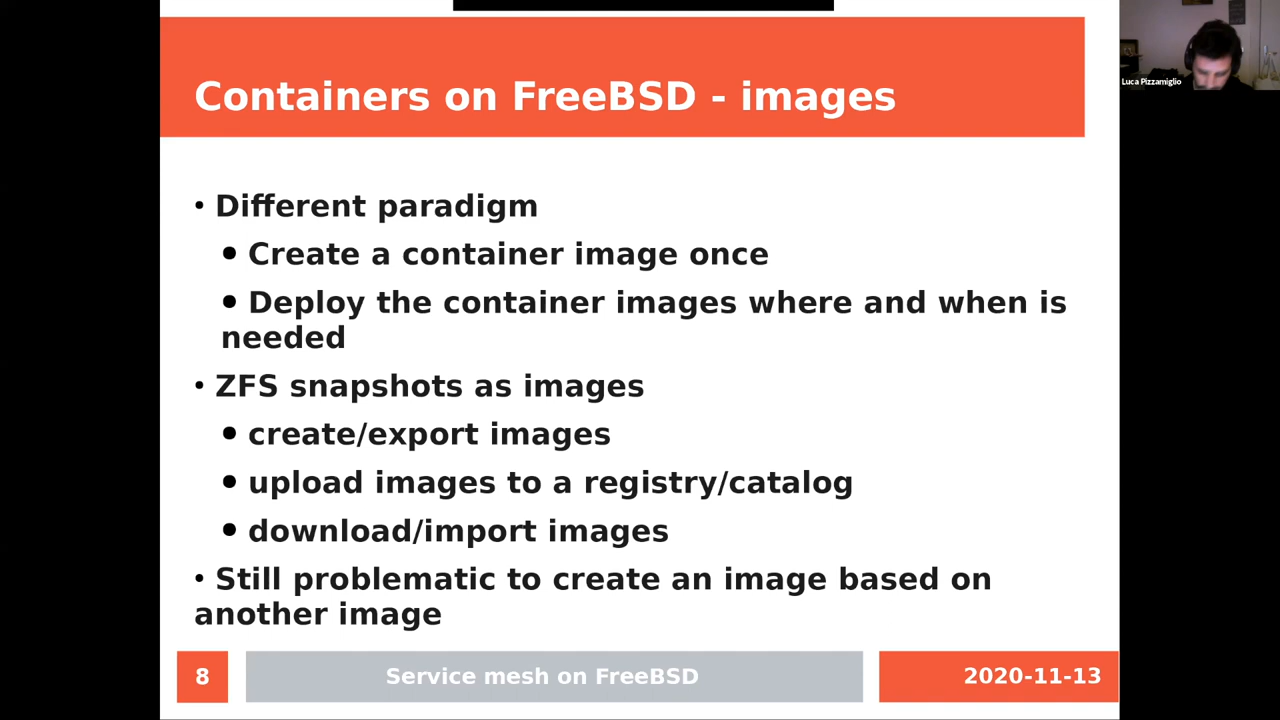 Containers on FreeBSD - images
Luca Pizzamiglio
• Different paradigm
● Create a container image once
● Deploy the container images where and when is
needed
• ZFS snapshots as images
● create/export images
● upload images to a registry/catalog
● download/import images
• Still problematic to create an image based on
another image
8
Service mesh on FreeBSD
2020-11-13